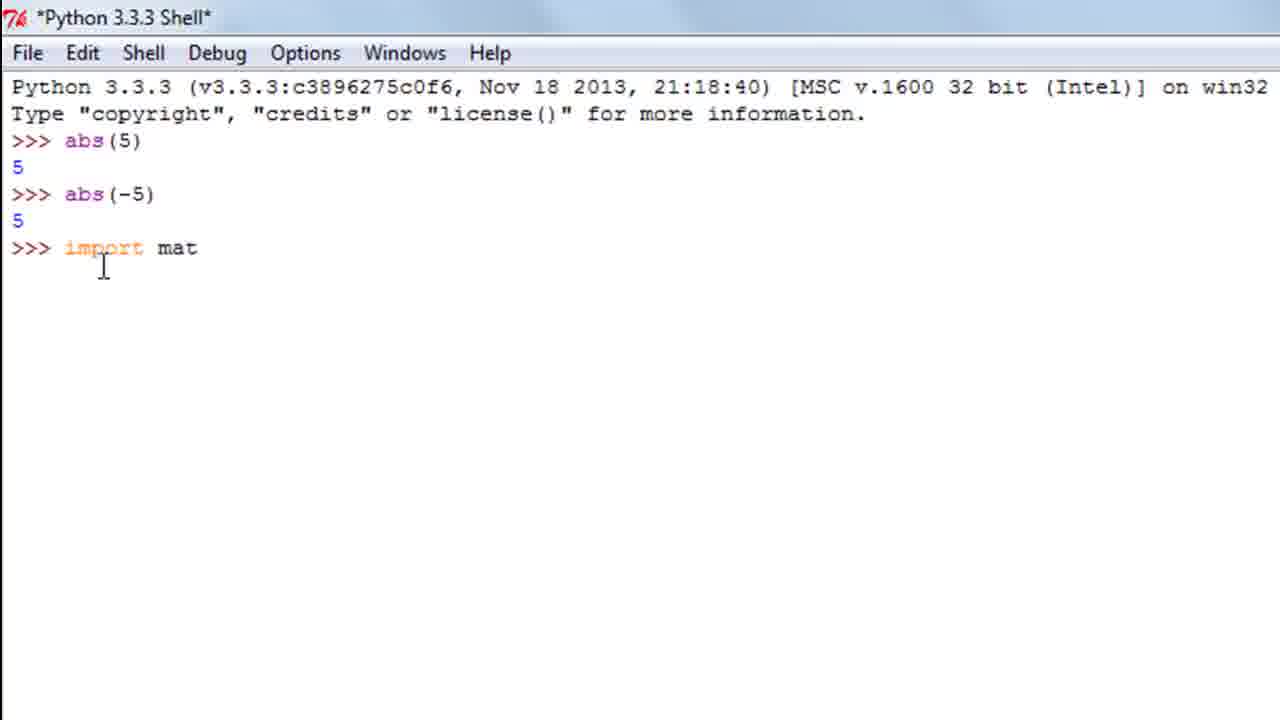 *Python 3.3.3 Shell*
File Edit Shell Debug Options Windows Help
Python 3.3.3 (v3.3.3:c3896275c0f6, Nov 18 2013, 21:18:40) [MSC v.1600 32 bit (Intel)] on win32
Type "copyright", "credits" or "license()" for more information.
>>> abs(5)
5
>>> abs(-5)
5
>>> import mat